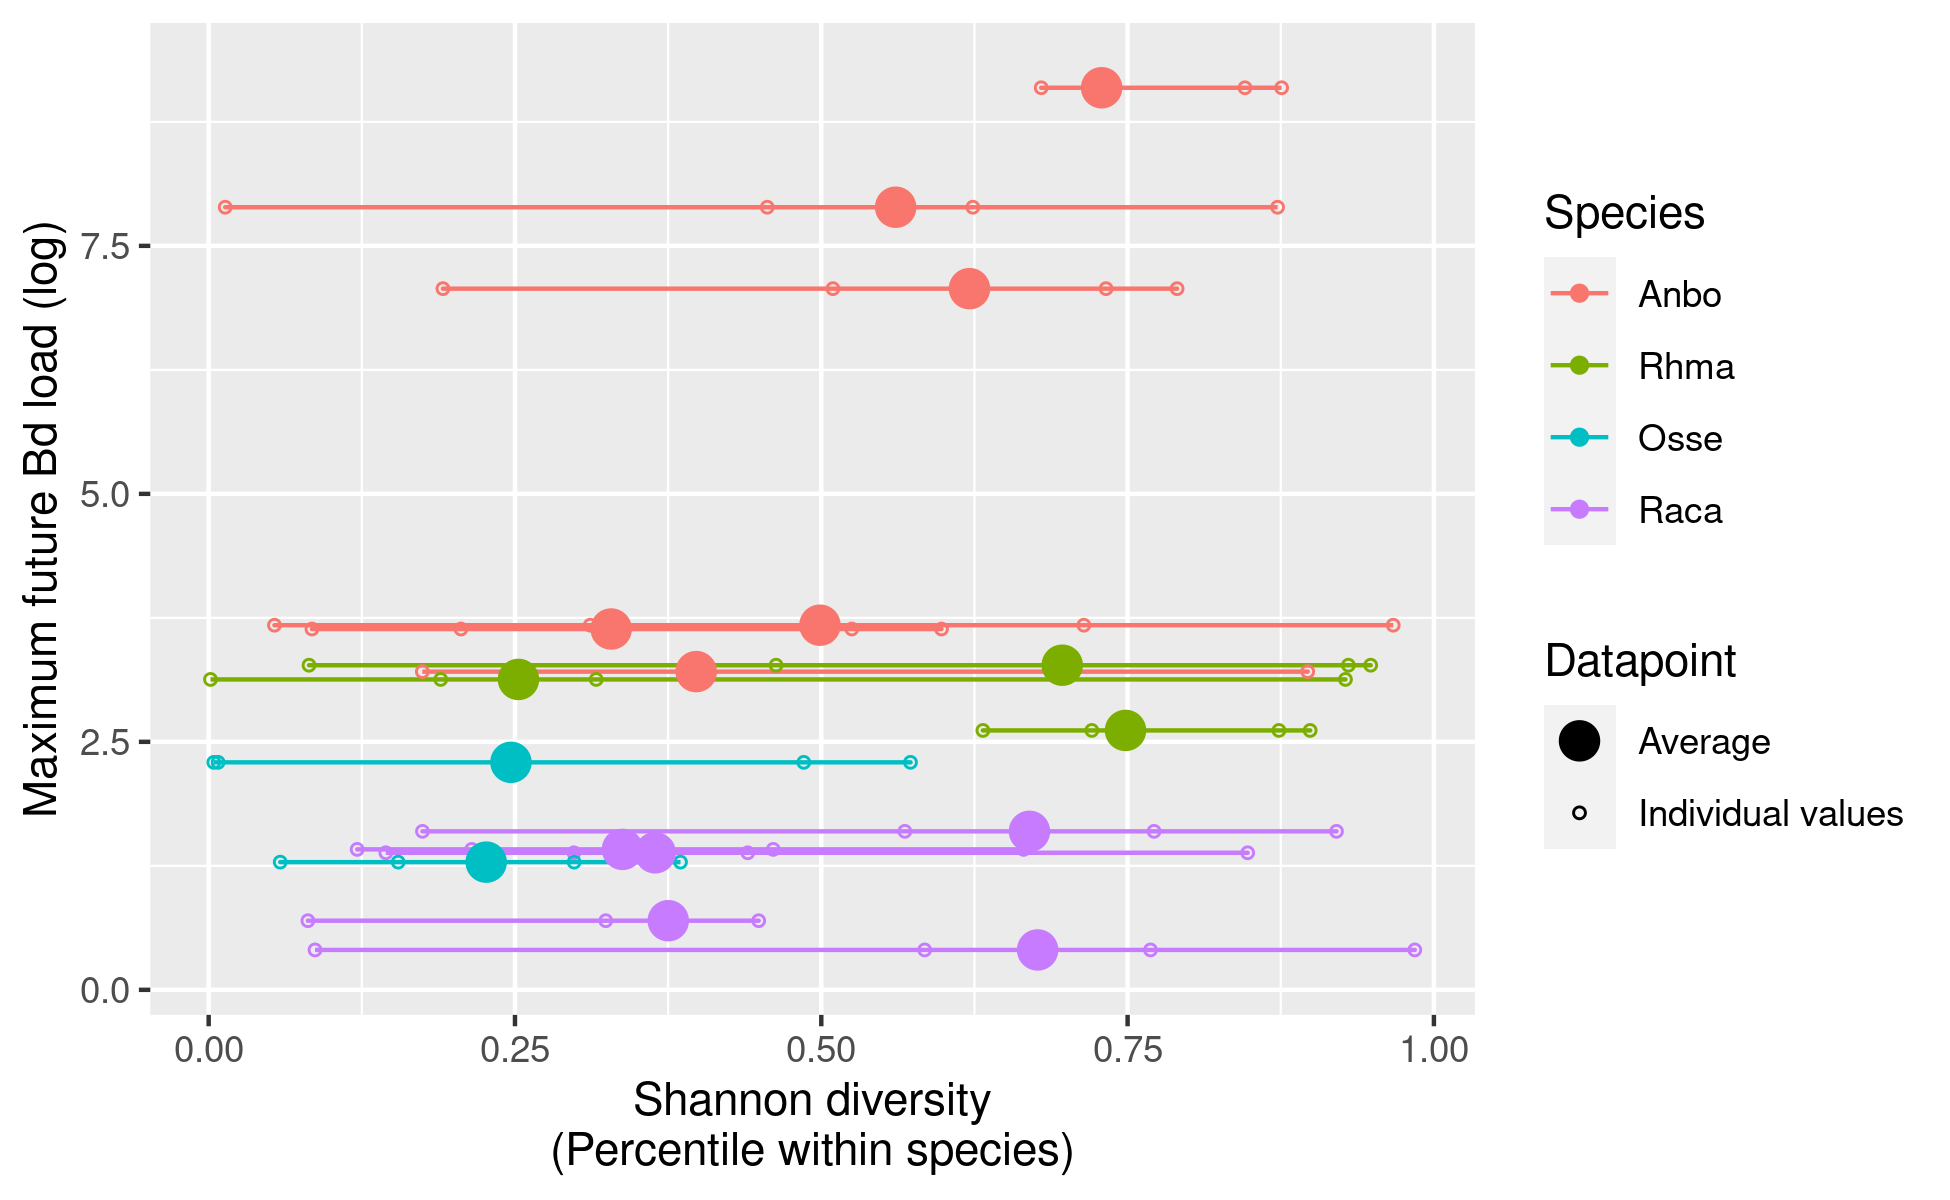 Maximum future Bd load (log)
7.5
5.0
2.5
0.0
0.00
0.25
0.50
0.75
1.00
Shannon diversity
(Percentile within species)
Species
Anbo
Rhma
Osse
Raca
Datapoint
Average
Individual values